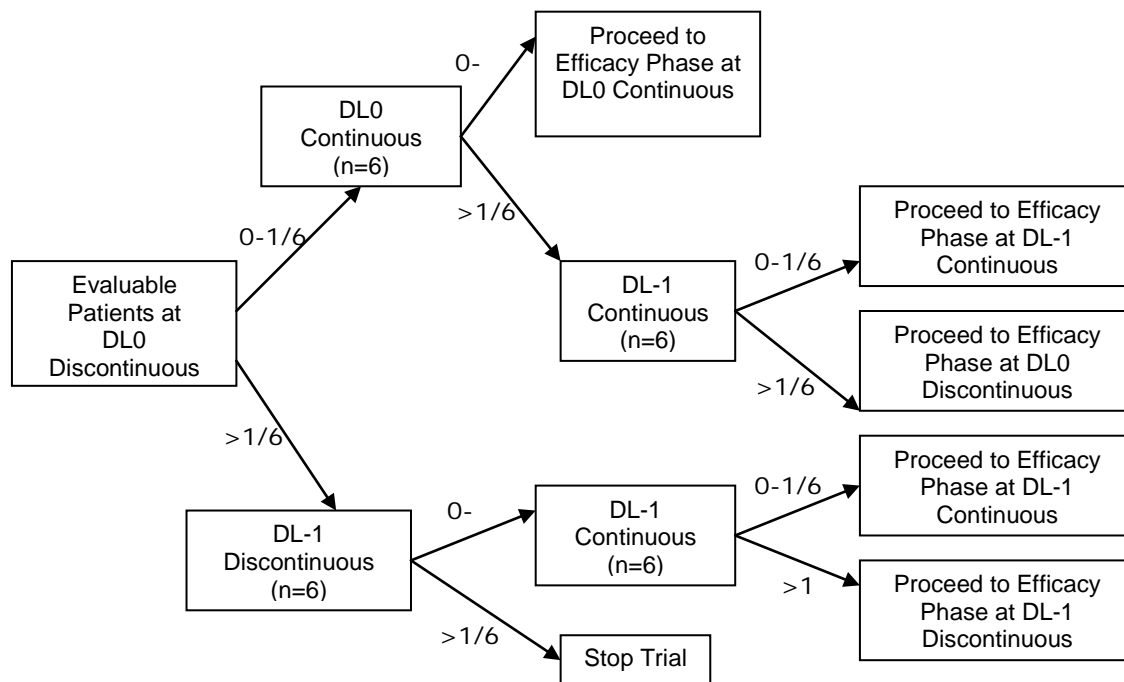 Proceed to
Efficacy Phase at
DL0 Continuous
0-
DL0
Continuous
(n=6)
>1/6
0-1/6
Proceed to Efficacy
Phase at DL-1
Continuous
0-1/6
Evaluable
Patients at
DL0
Discontinuous
DL-1
Continuous
(n=6)
Proceed to Efficacy
Phase at DL0
Discontinuous
>1/6
>1/6
Proceed to Efficacy
Phase at DL-1
Continuous
0-1/6
DL-1
Discontinuous
(n=6)
0-
DL-1
Continuous
(n=6)
>1
Proceed to Efficacy
Phase at DL-1
Discontinuous
>1/6
Stop Trial